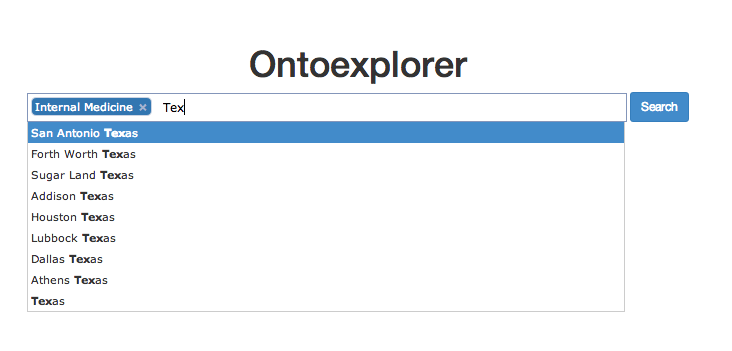 Ontoexplorer
Internal Medicine × Tex Search
San Antonio Texas
Forth Worth Texas
Sugar Land Texas
Addison Texas
Houston Texas
Lubbock Texas
Dallas Texas
Athens Texas
Texas